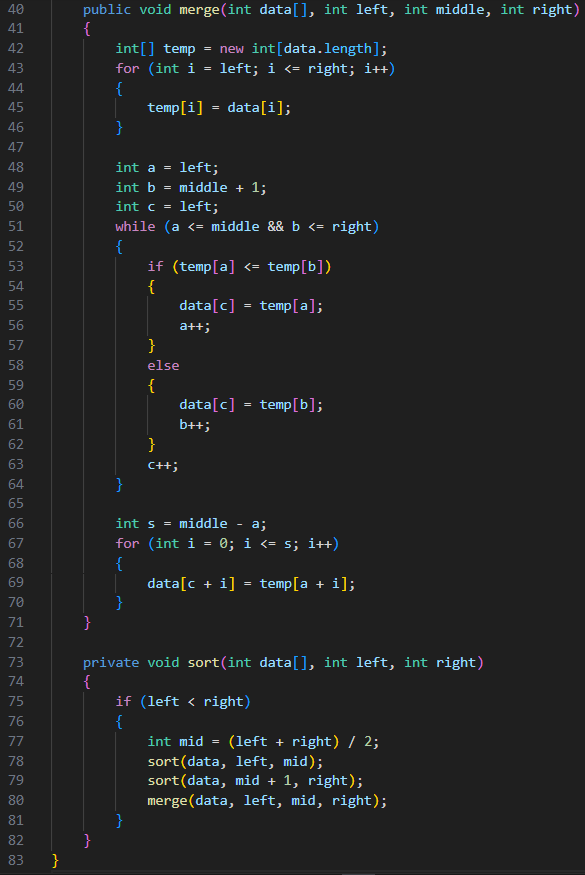 40 public void merge(int data[], int left, int middle, int right)
41 {
42 int[] temp = new int[data.length];
43 for (int i = left; i <= right; i++)
44 {
45 temp[i] = data[i];
46 }
47
48 int a = left;
49 int b = middle + 1;
50 int c = left;
51 while (a <= middle && b <= right)
52 {
53 if (temp[a] <= temp[b])
54 {
55 data[c] = temp[a];
56 a++;
57 }
58 else
59 {
60 data[c] = temp[b];
61 b++;
62 }
63 c++;
64 }
65
66 int s = middle - a;
67 for (int i = 0; i <= s; i++)
68 {
69 data[c + i] = temp[a + i];
70 }
71 }
72
73 private void sort(int data[], int left, int right)
74 {
75 if (left < right)
76 {
77 int mid = (left + right) / 2;
78 sort(data, left, mid);
79 sort(data, mid + 1, right);
80 merge(data, left, mid, right);
81 }
82 }
83 }